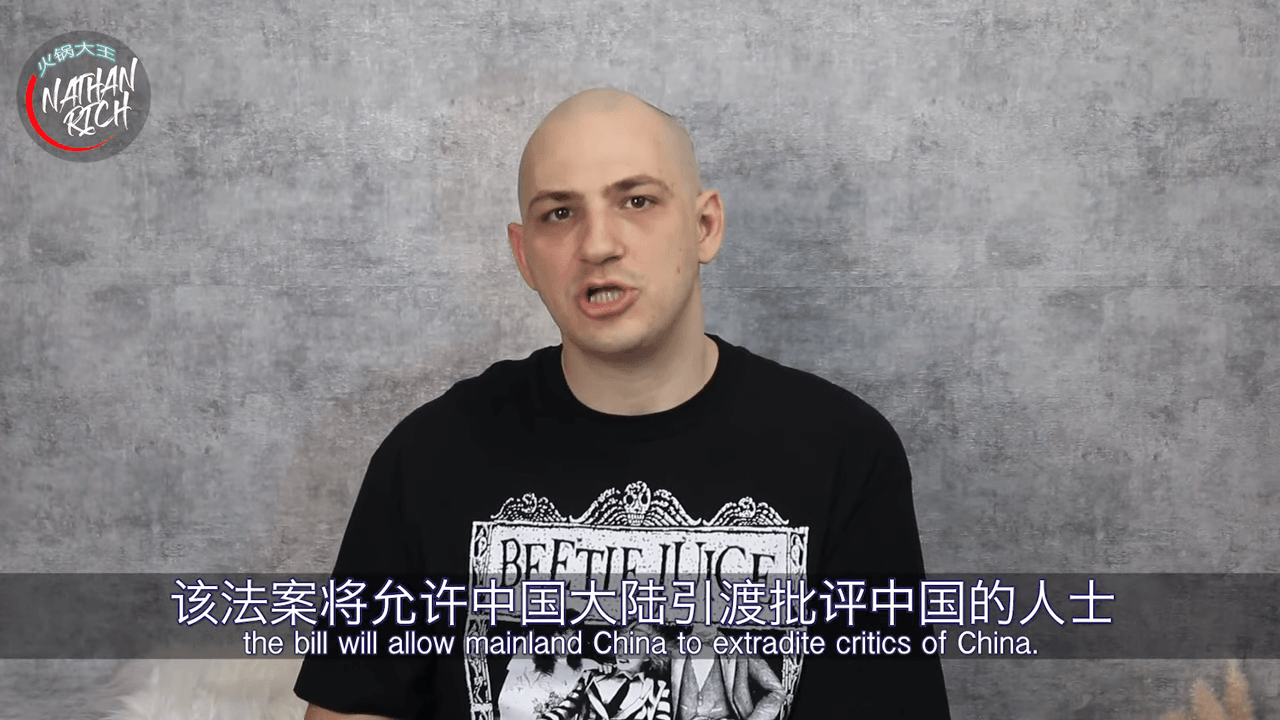 火锅大王
NATHAN
RICH
BEETLEJUICE
该法案将允许中国大陆引渡批评中国的人士
the bill will allow mainland China to extradite critics of China.